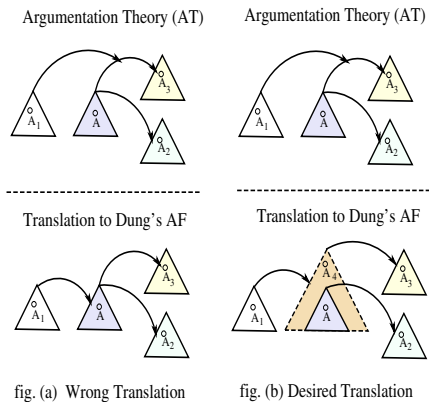 Argumentation Theory (AT)
A3
A1
A
A2
Translation to Dung's AF
A3
A1
A
A2
fig. (a) Wrong Translation
Argumentation Theory (AT)
A3
A1
A
A2
Translation to Dung's AF
A4
A3
A1
A
A2
fig. (b) Desired Translation